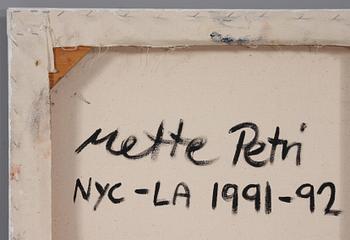 Mette Petri
NYC-LA 1991-92